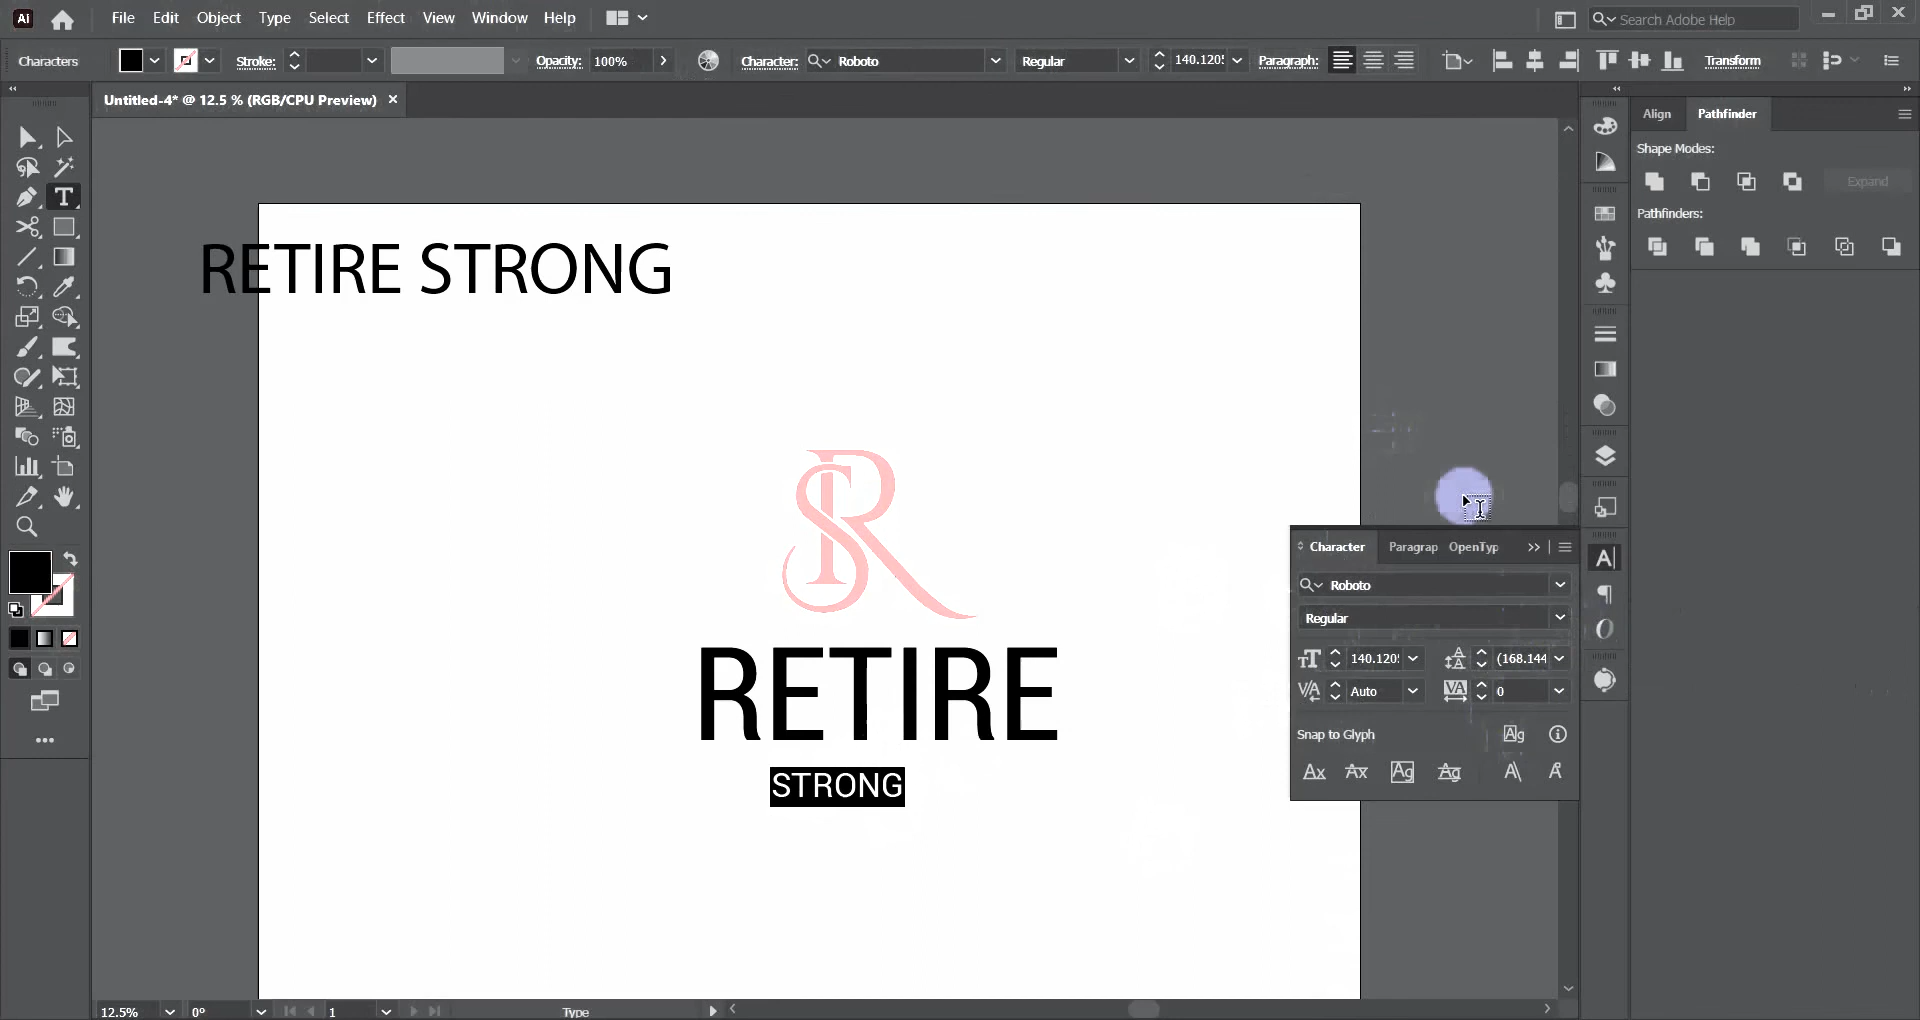 Ai File Edit Object Type Select Effect View Window Help Search Adobe Help
Characters Stroke: Opacity: 100% Character: Roboto Regular 140.120! Paragraph: Transform
Untitled-4* @ 12.5 % (RGB/CPU Preview) ×
Align Pathfinder
Shape Modes:
Expand
Pathfinders:
RETIRE STRONG
SR
RETIRE
STRONG
Character Paragrap OpenTyp
Roboto
Regular
140.120! (168.144
Auto 0
Snap to Glyph
12.5% 0° 1 Type